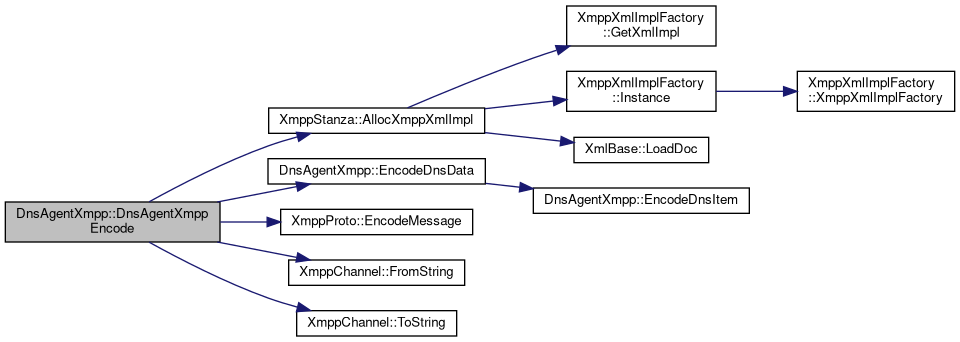 XmppXmlImplFactory
::GetXmlImpl
XmppXmlImplFactory
::Instance
XmppXmlImplFactory
::XmppXmlImplFactory
XmppStanza::AllocXmppXmlImpl
XmlBase::LoadDoc
DnsAgentXmpp::EncodeDnsData
DnsAgentXmpp::EncodeDnsItem
DnsAgentXmpp::DnsAgentXmpp
Encode
XmppProto::EncodeMessage
XmppChannel::FromString
XmppChannel::ToString